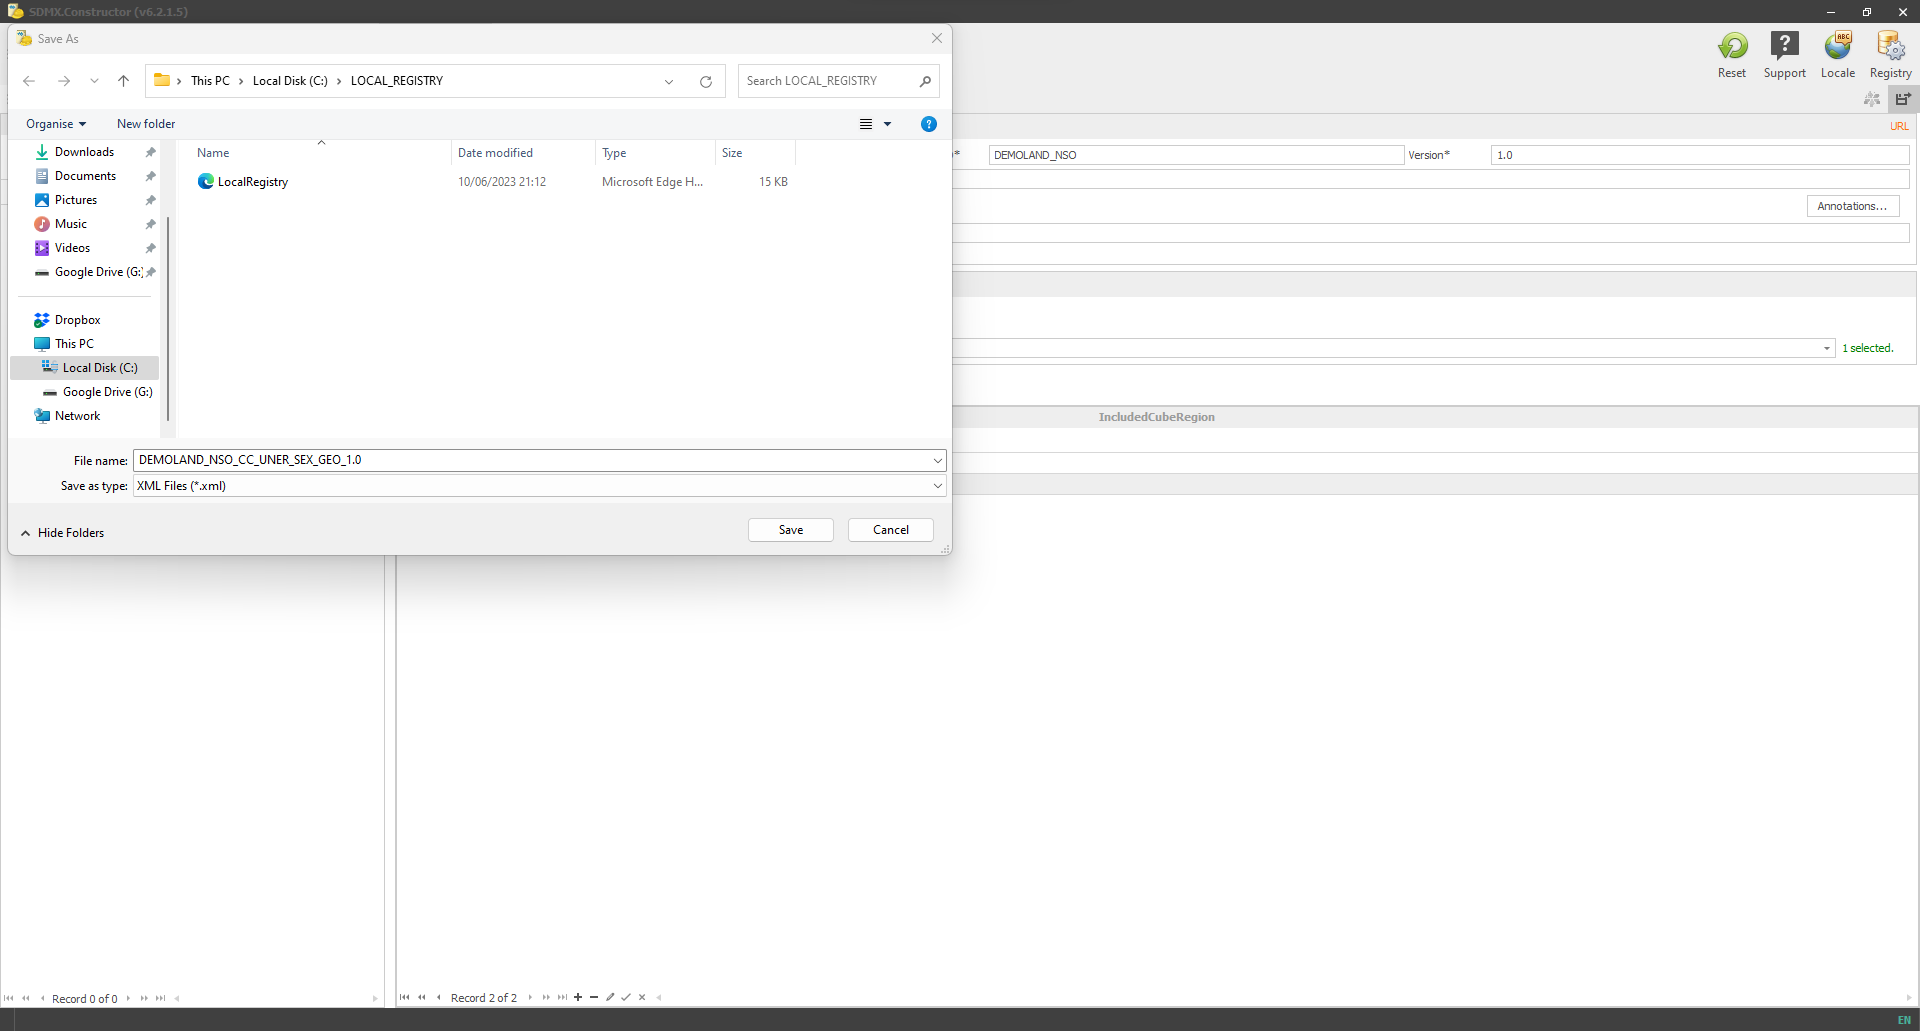 SDMX.Constructor (v6.2.1.5)
Save As
This PC > Local Disk (C:) > LOCAL_REGISTRY
Search LOCAL_REGISTRY
Organise
New folder
Name
Date modified
Type
Size
LocalRegistry
10/06/2023 21:12
Microsoft Edge H...
15 KB
Downloads
Documents
Pictures
Music
Videos
Google Drive (G:)
Dropbox
This PC
Local Disk (C:)
Google Drive (G:)
Network
File name: DEMOLAND_NSO_CC_UNER_SEX_GEO_1.0
Save as type: XML Files (*.xml)
Hide Folders
Save
Cancel
Reset
Support
ABC
Locale
Registry
URL
DEMOLAND_NSO
Version*
1.0
Annotations...
1 selected.
IncludedCubeRegion
Record 0 of 0
Record 2 of 2
EN